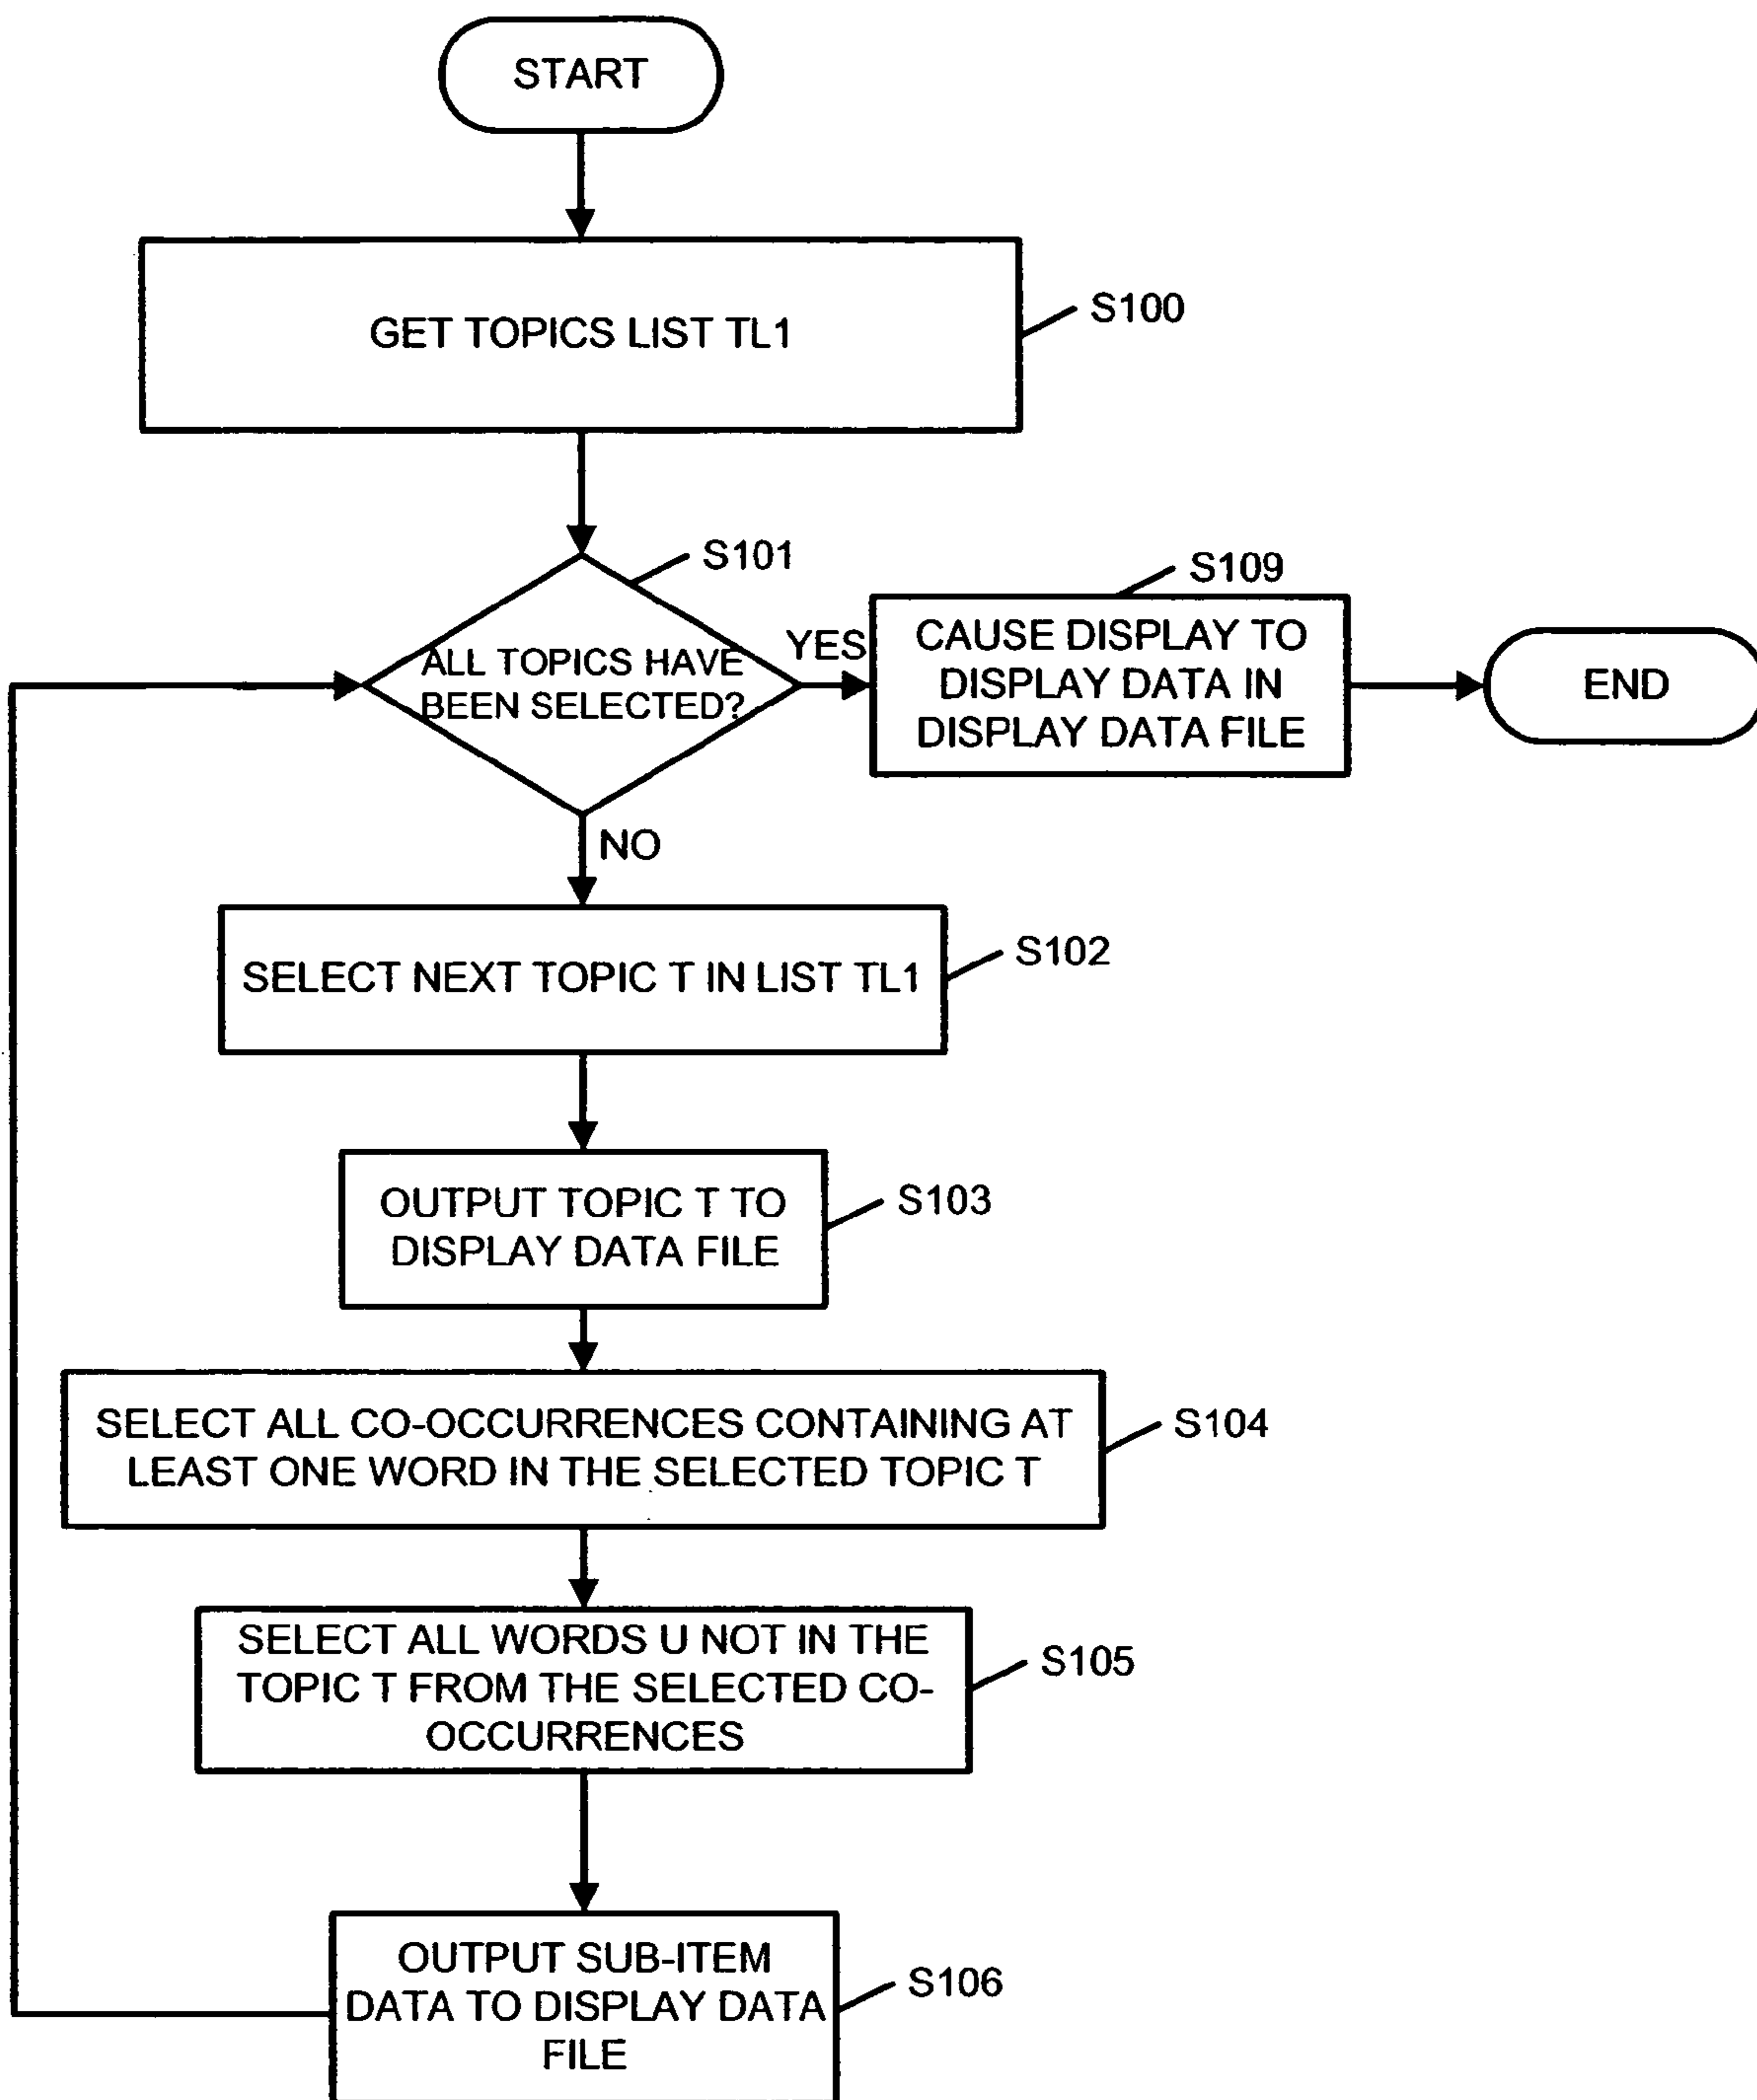 START
GET TOPICS LIST TL1
S100
S101
ALL TOPICS HAVE
BEEN SELECTED?
YES
S109
CAUSE DISPLAY TO
DISPLAY DATA IN
DISPLAY DATA FILE
END
NO
SELECT NEXT TOPIC T IN LIST TL1
S102
OUTPUT TOPIC T TO
DISPLAY DATA FILE
S103
SELECT ALL CO-OCCURRENCES CONTAINING AT
LEAST ONE WORD IN THE SELECTED TOPIC T
S104
SELECT ALL WORDS U NOT IN THE
TOPIC T FROM THE SELECTED CO-
OCCURRENCES
S105
OUTPUT SUB-ITEM
DATA TO DISPLAY DATA
FILE
S106